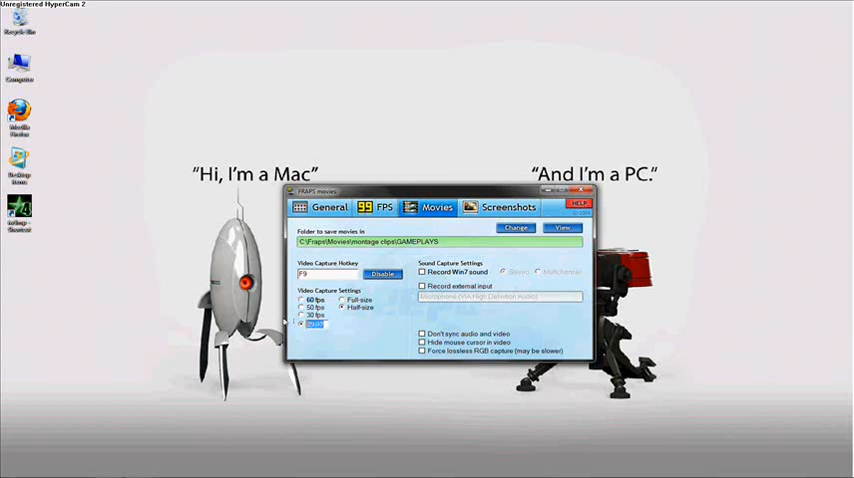 Unregistered HyperCam 2
Recycle Bin
Computer
Mozilla
Firefox
Desktop
Items
Shortcut
"Hi, I'm a Mac"
"And I'm a PC."
FRAPS movies
General
99 FPS
Movies
Screenshots
HELP
Folder to save movies in
Change
View
C:\Fraps\Movies\montage clips\GAMEPLAYS
Video Capture Hotkey
F9
Disable
Video Capture Settings
60 fps
50 fps
30 fps
29.97
Full-size
Half-size
Sound Capture Settings
Record Win7 sound
Stereo
Multichannel
Record external input
Microphone (VIA High Definition Audio)
Don't sync audio and video
Hide mouse cursor in video
Force lossless RGB capture (may be slower)